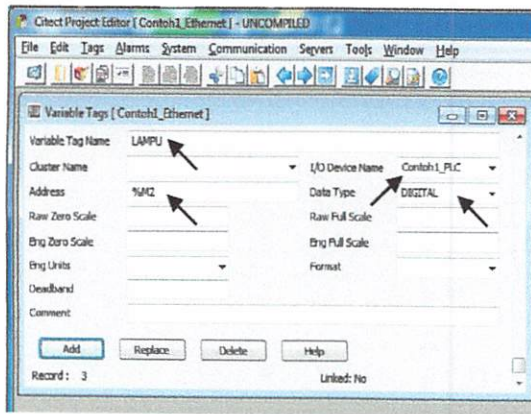 Citect Project Editor [ Contoh1_Ethernet ] - UNCOMPILED
File Edit Tags Alarms System Communication Servers Tools Window Help
Variable Tags [ Contoh1_Ethernet ]
Variable Tag Name LAMPU
Cluster Name I/O Device Name Contoh1_PLC
Address %M2 Data Type DIGITAL
Raw Zero Scale Raw Full Scale
Eng Zero Scale Eng Full Scale
Eng Units Format
Deadband
Comment
Add Replace Delete Help
Record : 3 Linked: No